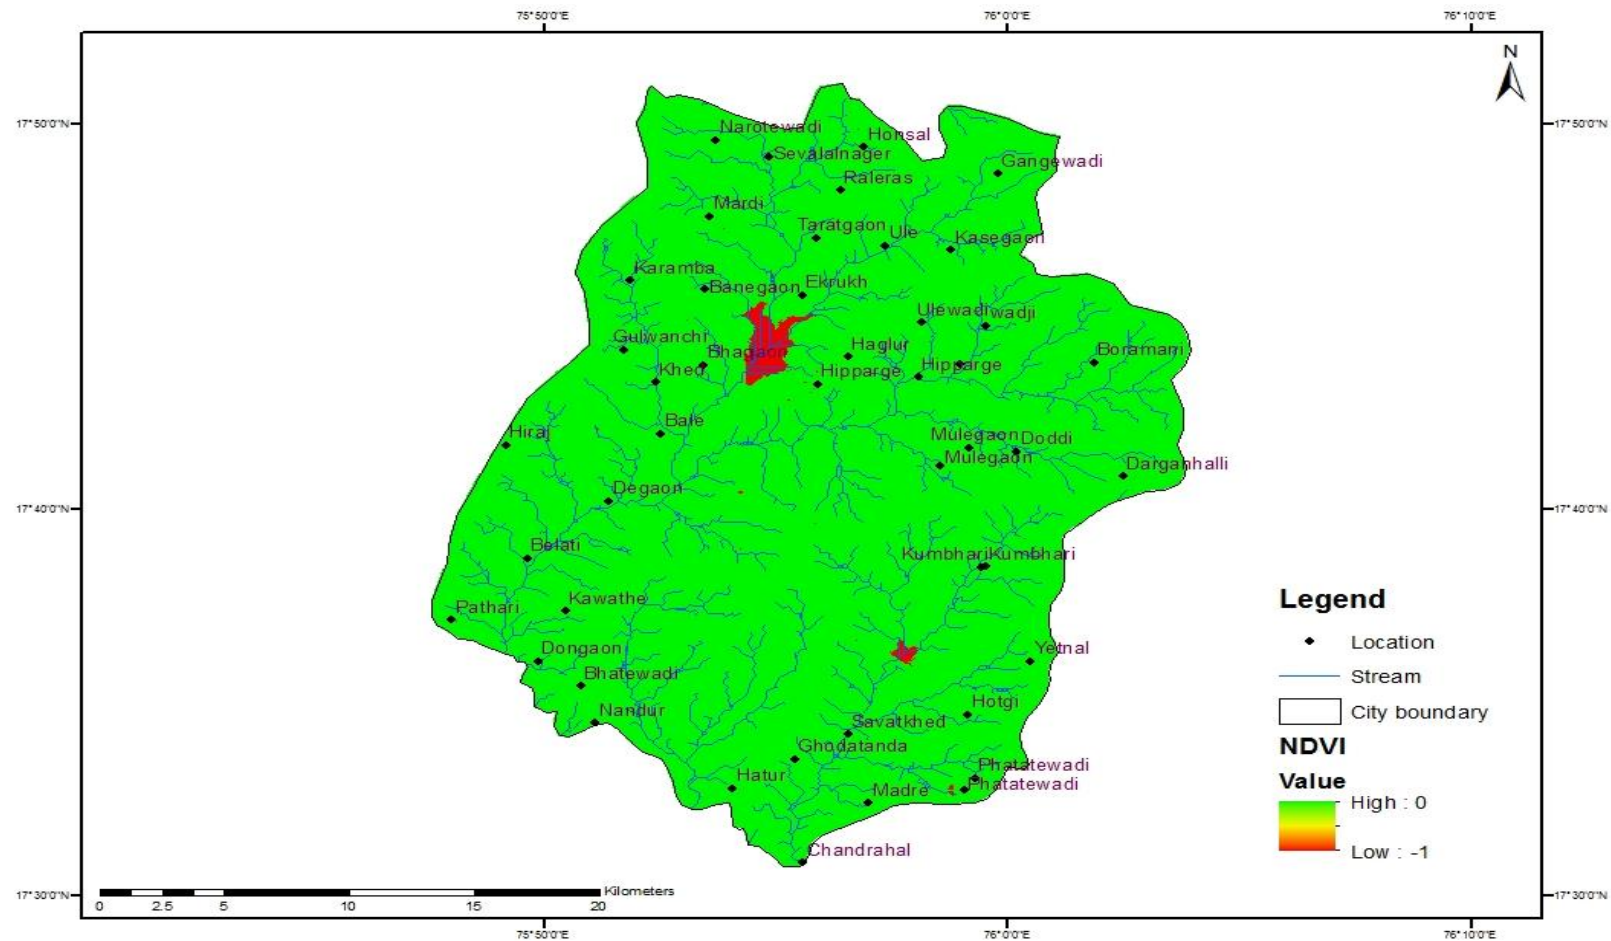 75°50'0"E
76°0'0"E
76°10'0"E
N
17°50'0"N
17°50'0"N
Narotewadi
Honsal
Sevalalnager
Gangewadi
Raleras
Mardi
Taratgaon
Ule
Kasegaon
Karamba
Banegaon
Ekrukh
Ulewadi
wadji
Gulwanchi
Bhagaon
Haglur
Boramani
Khed
Hipparge
Hipparge
Bale
Hiraj
Mulegaon
Doddi
Mulegaon
Darganhalli
Degaon
17°40'0"N
17°40'0"N
Belati
Kumbhari
Kumbhari
Kawathe
Pathari
Dongaon
Yetnal
Bhatewadi
Hotgi
Nandur
Savatkhed
Ghodatanda
Phatatewadi
Hatur
Phatatewadi
Madre
Chandrahal
Legend
Location
Stream
City boundary
NDVI
Value
High : 0
Low : -1
Kilometers
0 2.5 5 10 15 20
17°30'0"N
17°30'0"N
75°50'0"E
76°0'0"E
76°10'0"E